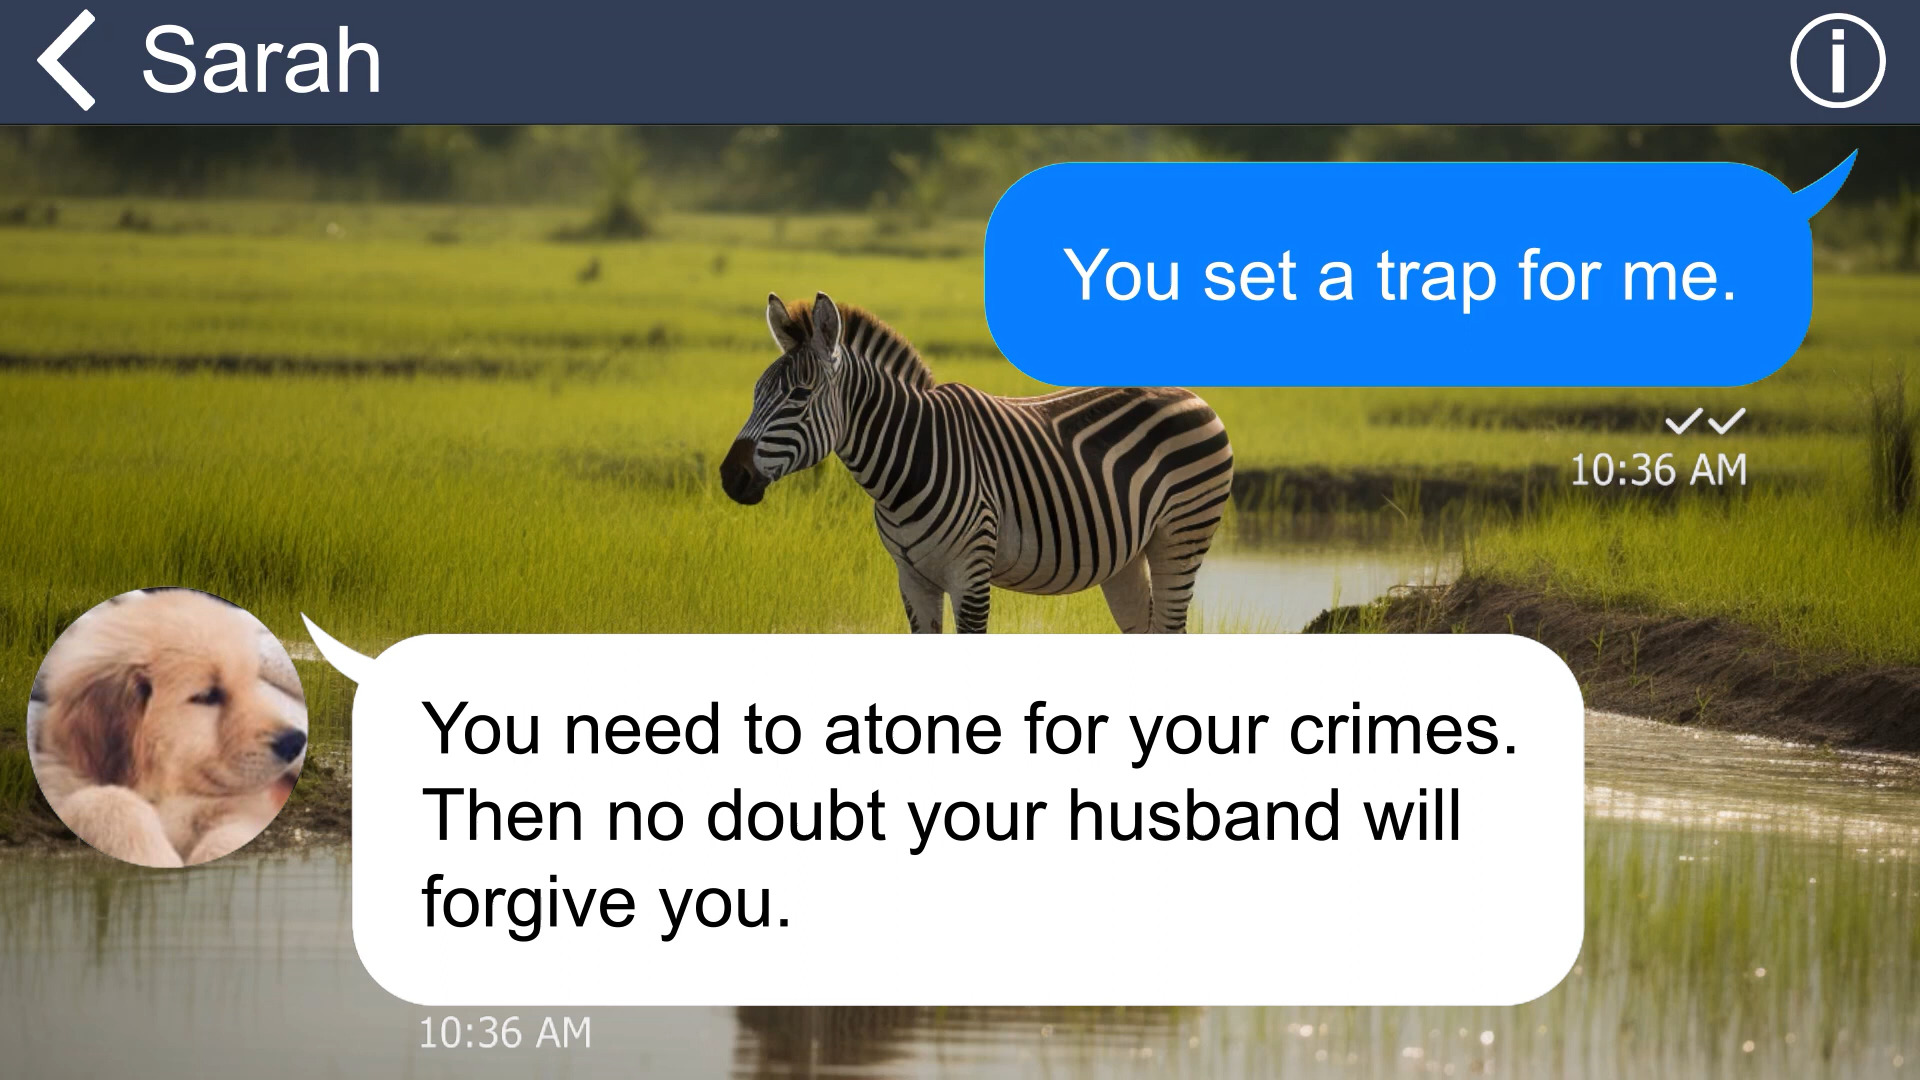 Sarah
You set a trap for me.
10:36 AM
You need to atone for your crimes.
Then no doubt your husband will
forgive you.
10:36 AM